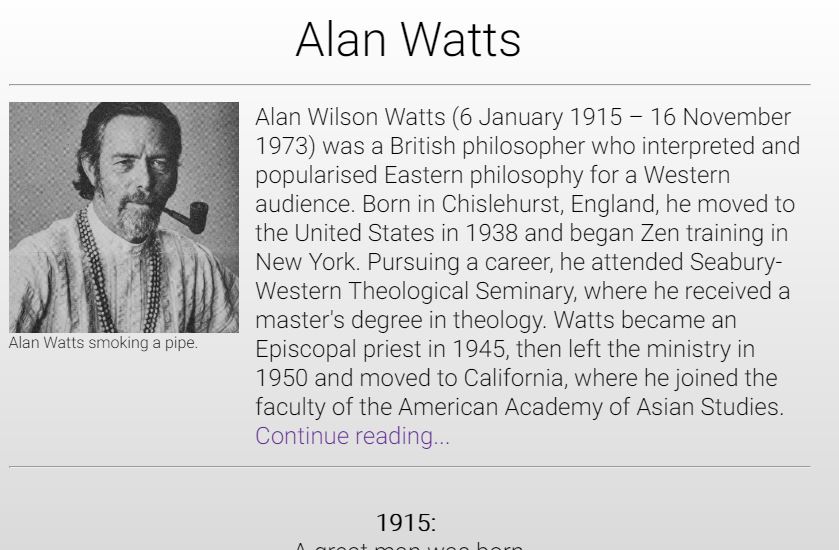 Alan Watts
Alan Wilson Watts (6 January 1915 – 16 November
1973) was a British philosopher who interpreted and
popularised Eastern philosophy for a Western
audience. Born in Chislehurst, England, he moved to
the United States in 1938 and began Zen training in
New York. Pursuing a career, he attended Seabury-
Western Theological Seminary, where he received a
master's degree in theology. Watts became an
Episcopal priest in 1945, then left the ministry in
1950 and moved to California, where he joined the
faculty of the American Academy of Asian Studies.
Continue reading...
Alan Watts smoking a pipe.
1915:
A great man was born